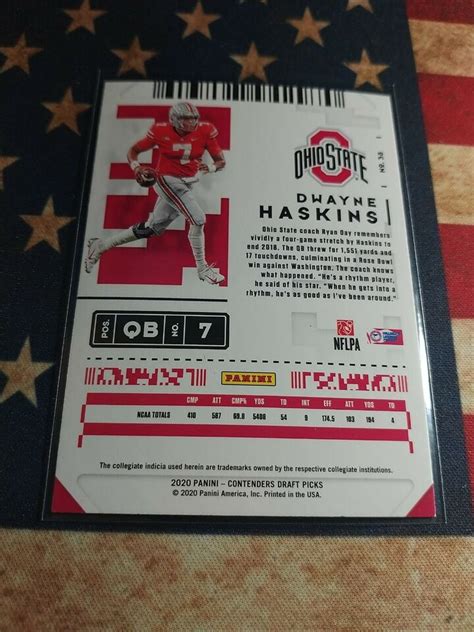 7
OHIO STATE
NO. 38
DWAYNE
HASKINS
Ohio State coach Ryan Day remembers
vividly a four-game stretch by Haskins to
end 2018. The QB threw for 1,551 yards and
17 touchdowns, culminating in a Rose Bowl
win against Washington. The coach knows
what happened. "He's a rhythm player,"
he said of his star. "When he gets into a
rhythm, he's as good as I've been around."
POS. QB NO. 7
NFLPA
PANINI
CMP ATT CMP% YDS TD INT EFF ATT YDS TD
NCAA TOTALS 410 587 69.8 5408 54 9 174.5 103 194 4
The collegiate indicia used herein are trademarks owned by the respective collegiate institutions.
2020 PANINI – CONTENDERS DRAFT PICKS
© 2020 Panini America, Inc. Printed in the USA.